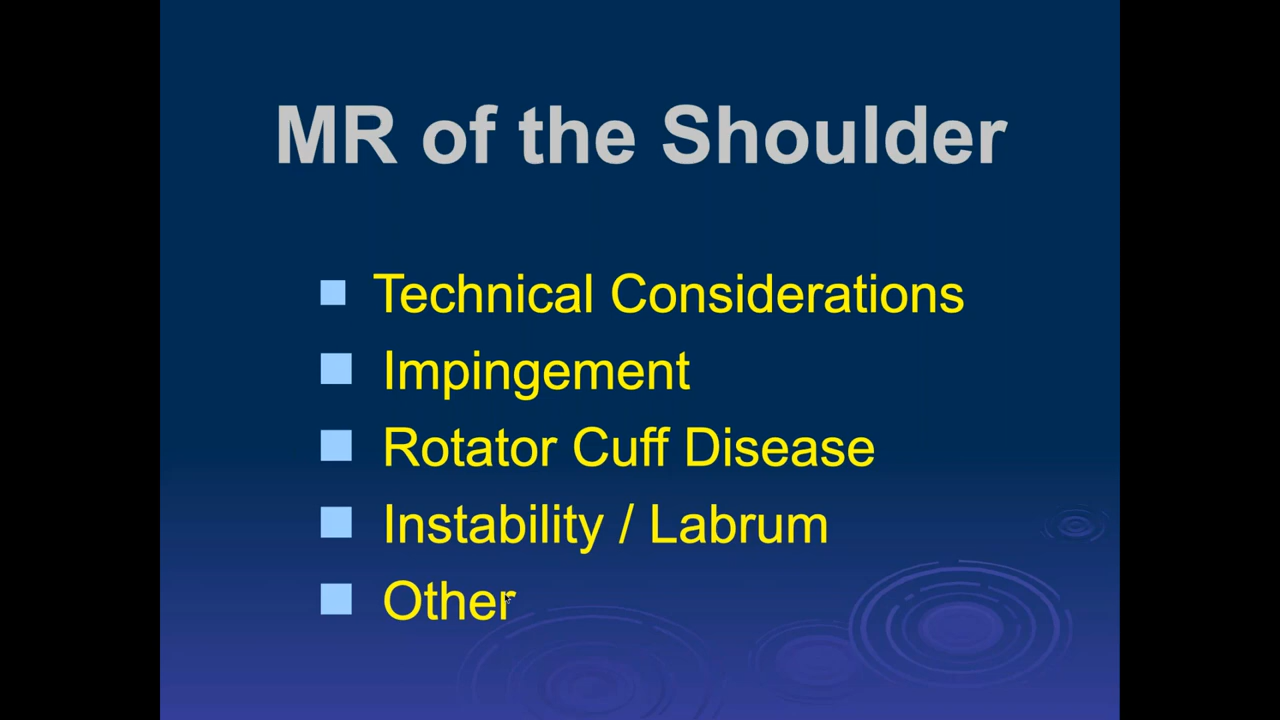 MR of the Shoulder
Technical Considerations
Impingement
Rotator Cuff Disease
Instability / Labrum
Other